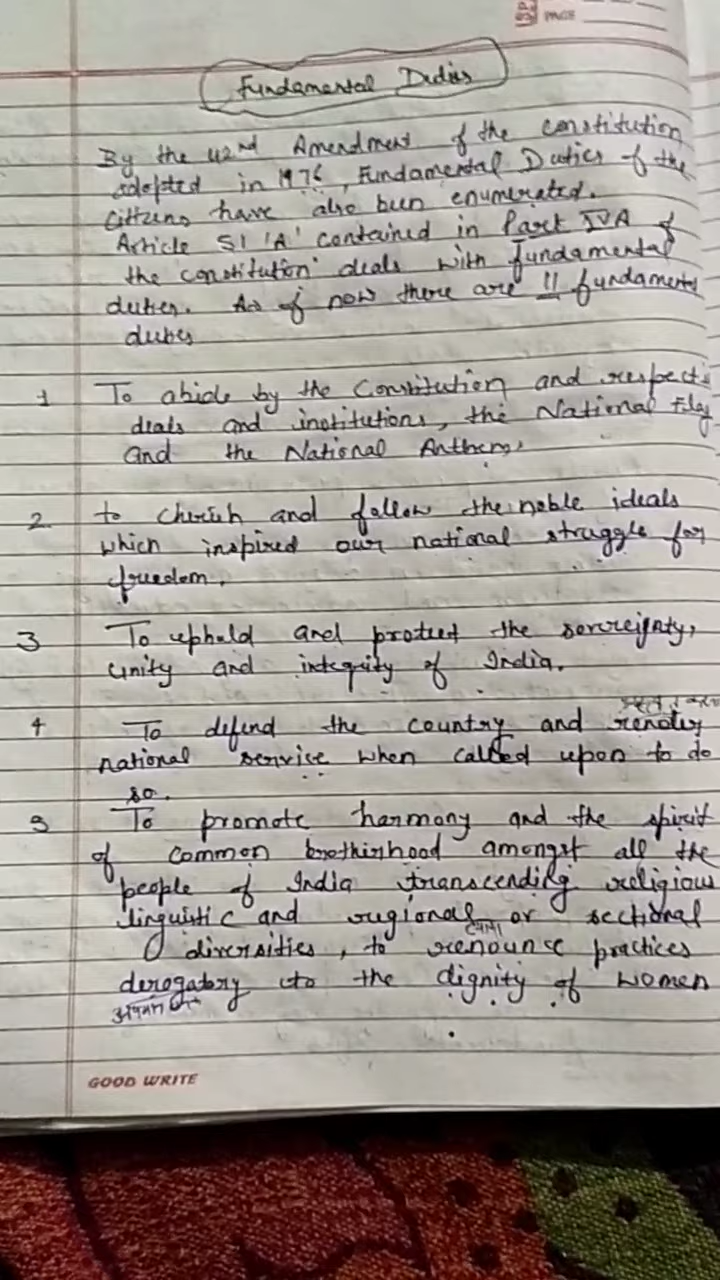 PAGE
Fundamental Duties
By the 42nd Amendment of the constitution
adopted in 1976, Fundamental Duties of the
Citizens have also been enumerated.
Article 51 'A' contained in Part IVA of
the constitution deals with fundamental
duties. As of now there are 11 fundamental
duties
1 To abide by the Constitution and respect
deals and institutions, the National Flag
and the National Anthem,
2 to cherish and follow the noble ideals
which inspired our national struggle for
freedom.
3 To uphold and protect the sovereignty,
unity and integrity of India.
4 To defend the country and render
national service when called upon to do
so.
5 To promote harmony and the spirit
of common brotherhood amongst all the
people of India transcending religious
linguistic and regional or sectional
diversities, to renounce practices
derogatory to the dignity of women
GOOD WRITE